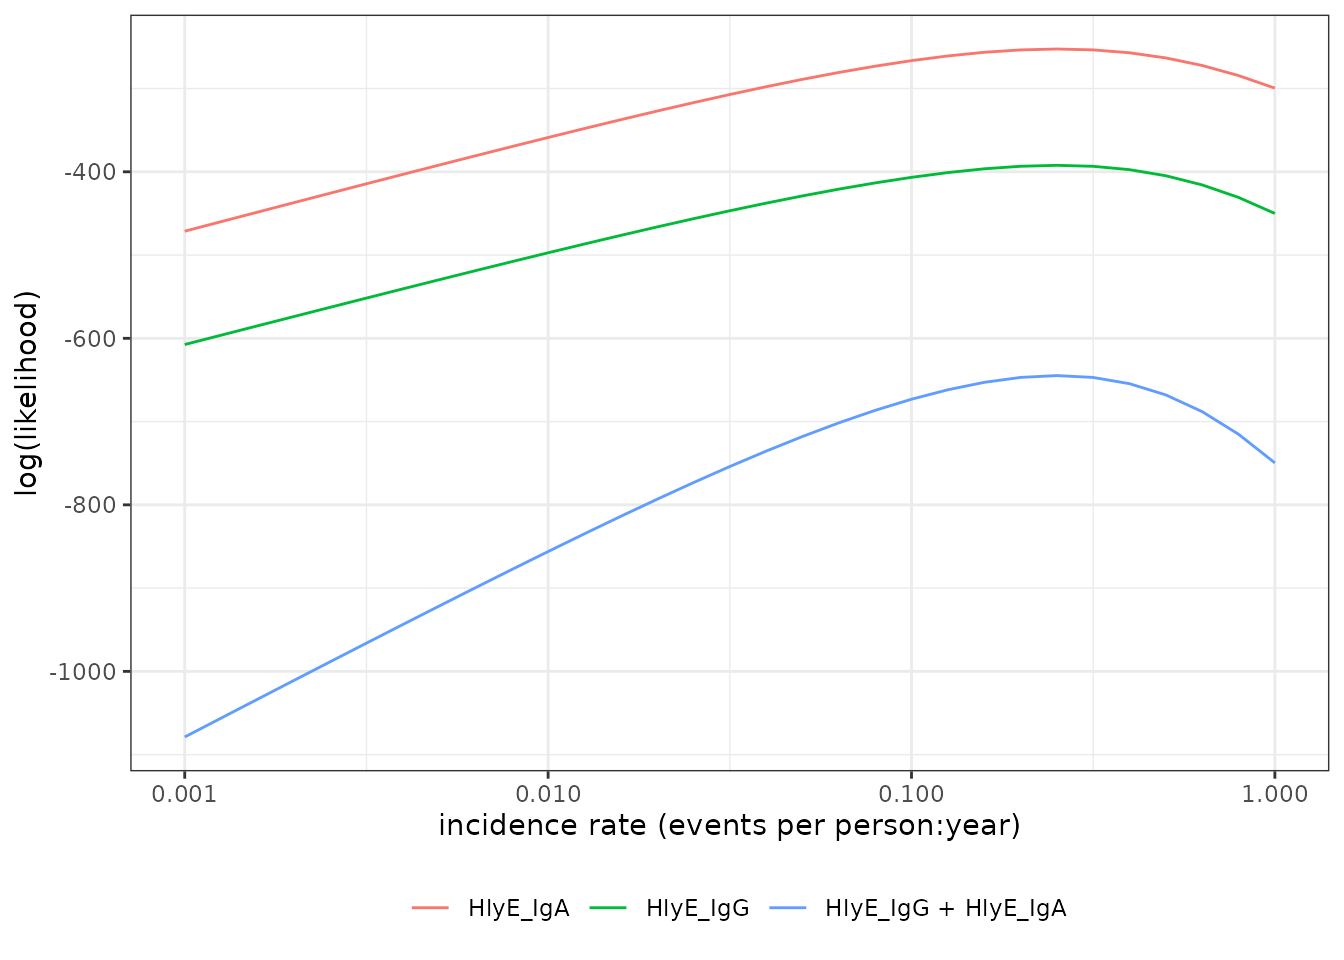 log(likelihood)
-400
-600
-800
-1000
0.001 0.010 0.100 1.000
incidence rate (events per person:year)
HlyE_IgA HlyE_IgG HlyE_IgG + HlyE_IgA